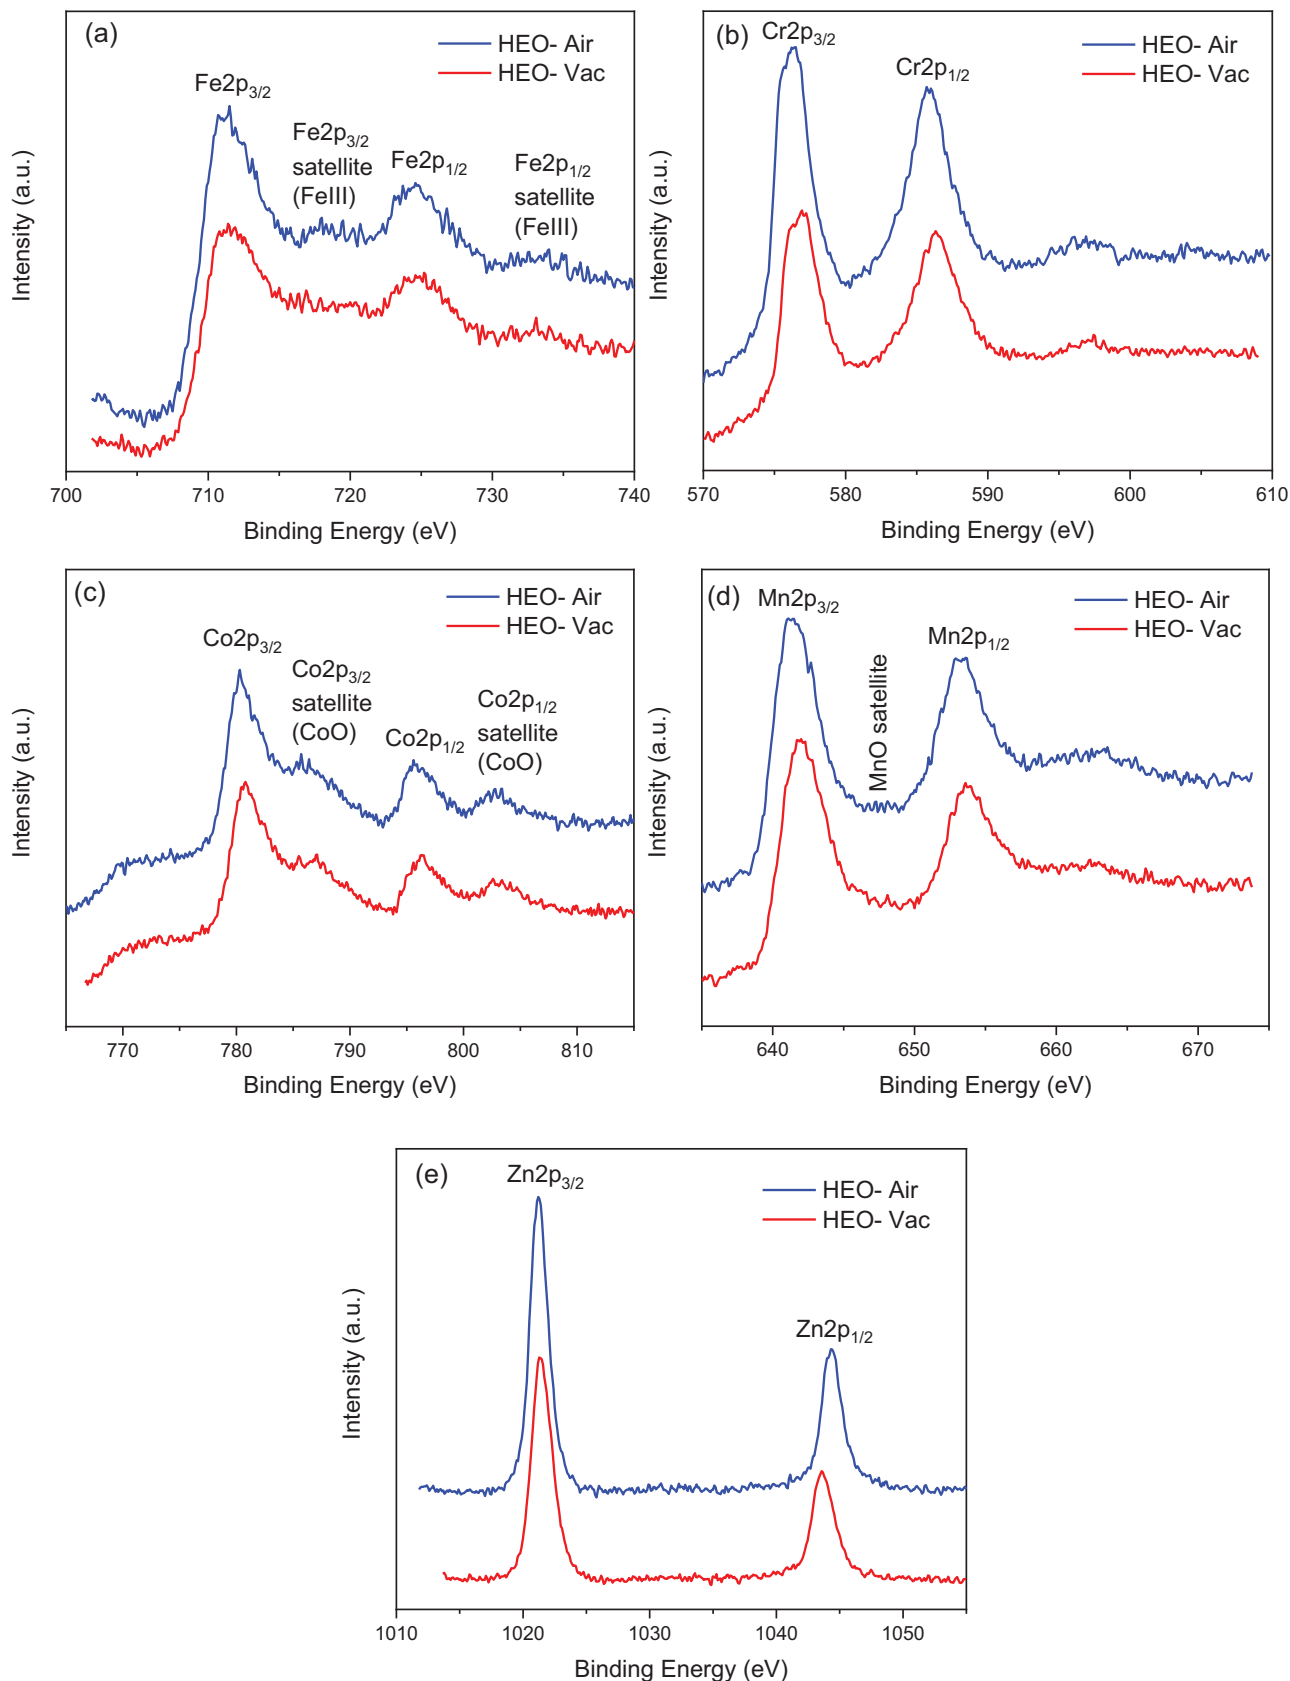 (a)
HEO- Air
HEO- Vac
Fe2p3/2
Fe2p3/2
satellite
(FeIII)
Fe2p1/2
Fe2p1/2
satellite
(FeIII)
Intensity (a.u.)
700 710 720 730 740
Binding Energy (eV)
(b)
Cr2p3/2
HEO- Air
HEO- Vac
Cr2p1/2
Intensity (a.u.)
570 580 590 600 610
Binding Energy (eV)
(c)
HEO- Air
HEO- Vac
Co2p3/2
Co2p3/2
satellite
(CoO)
Co2p1/2
Co2p1/2
satellite
(CoO)
Intensity (a.u.)
770 780 790 800 810
Binding Energy (eV)
(d)
Mn2p3/2
HEO- Air
HEO- Vac
MnO satellite
Mn2p1/2
Intensity (a.u.)
640 650 660 670
Binding Energy (eV)
(e)
Zn2p3/2
HEO- Air
HEO- Vac
Zn2p1/2
Intensity (a.u.)
1010 1020 1030 1040 1050
Binding Energy (eV)